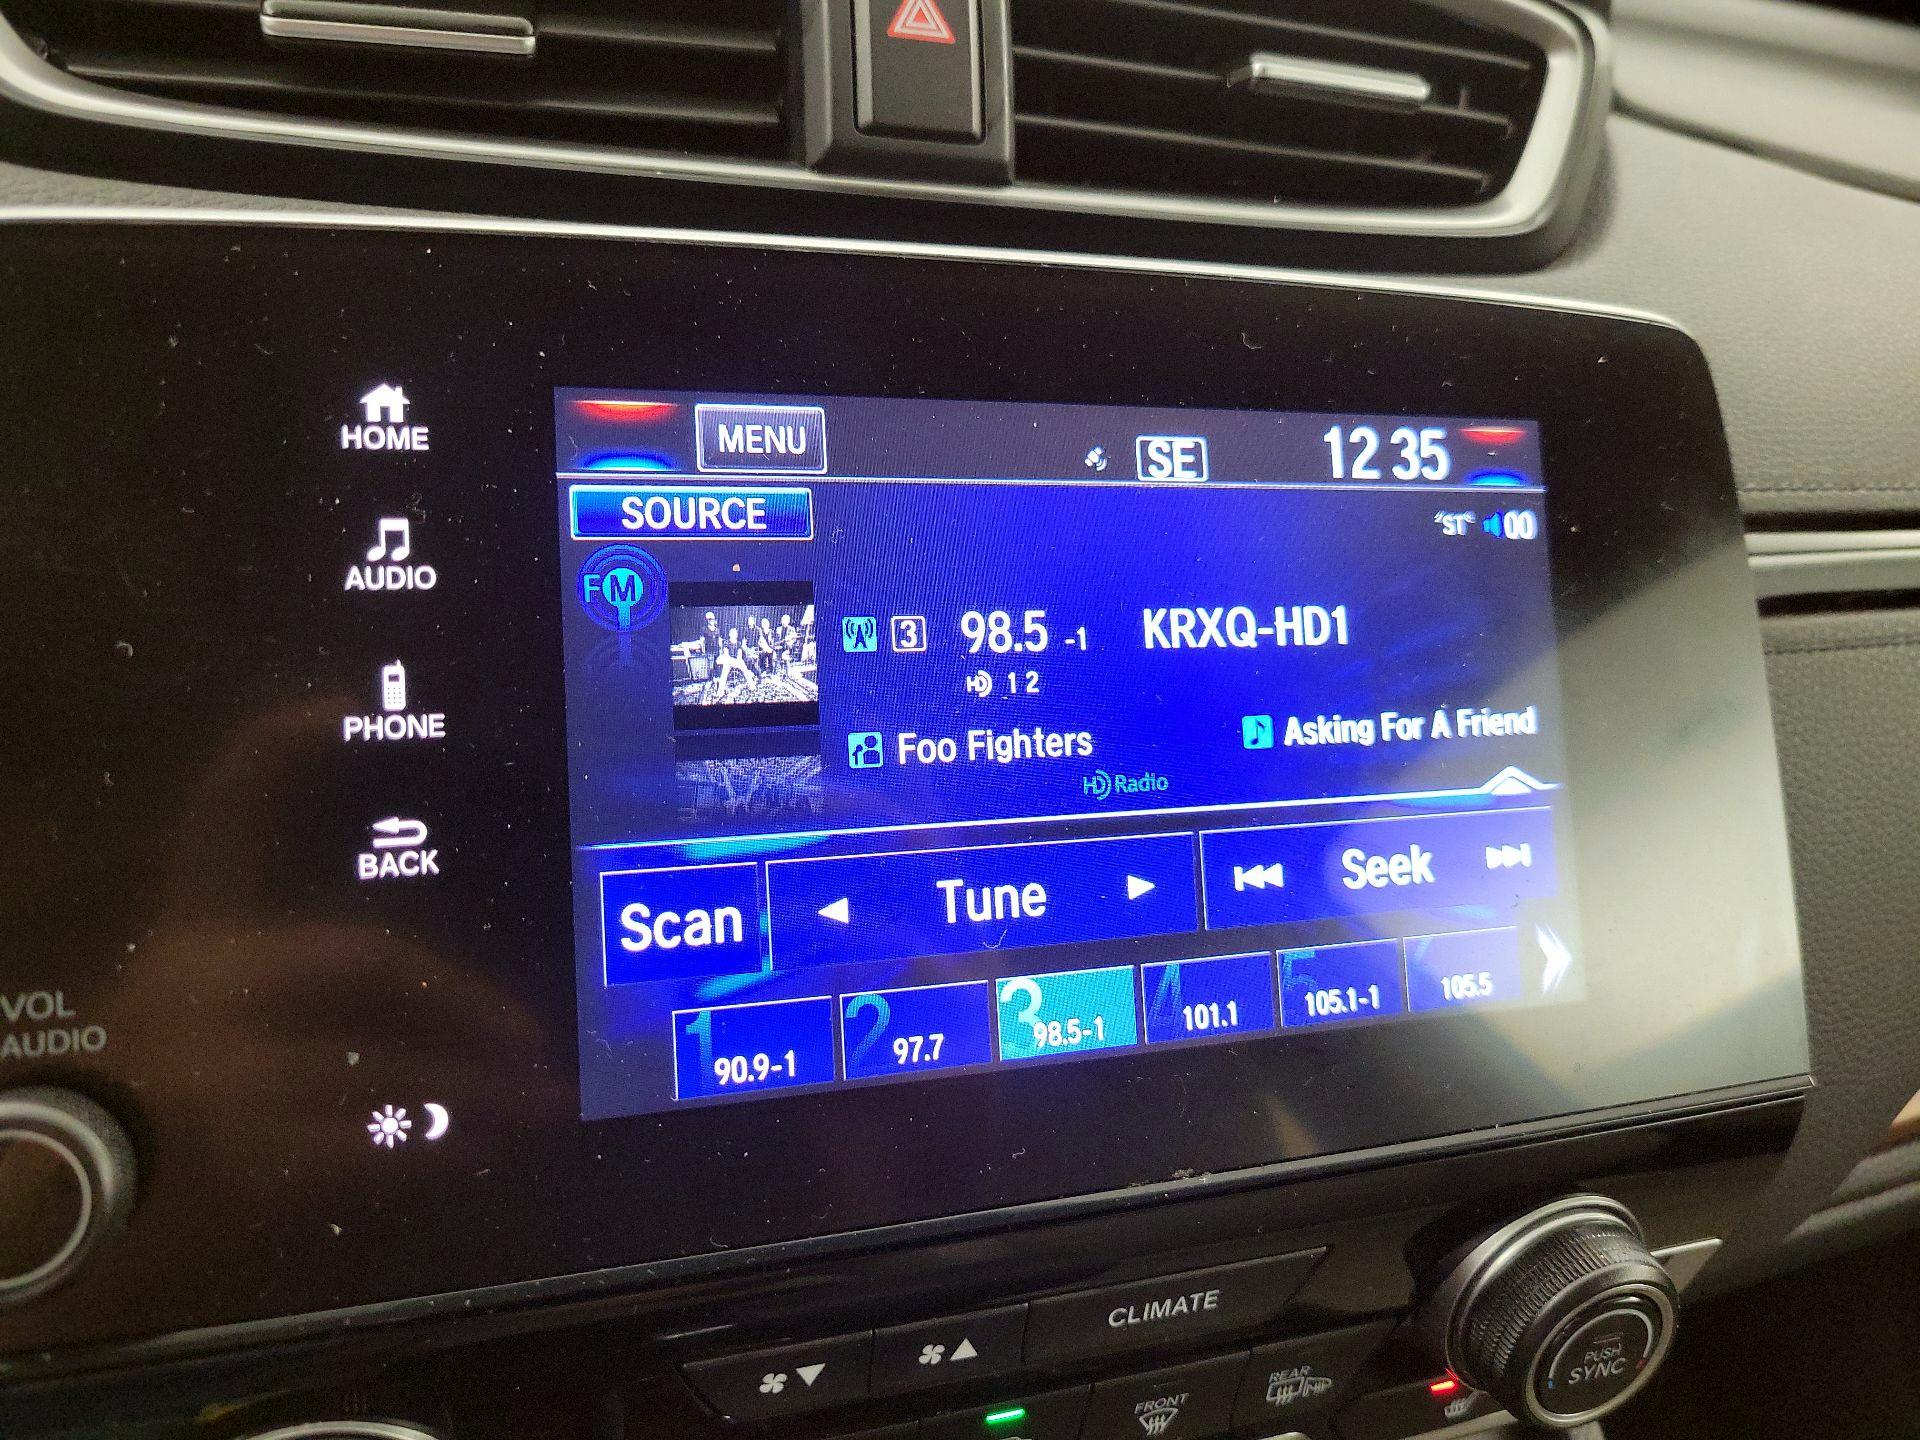 MENU
SE
12 35
SOURCE
"ST" 00
FM
3 98.5 -1 KRXQ-HD1
HD 1 2
Foo Fighters
Asking For A Friend
HD Radio
Scan
Tune
Seek
1 90.9-1
2 97.7
3 98.5-1
4 101.1
5 105.1-1
105.5
HOME
AUDIO
PHONE
BACK
VOL
AUDIO
CLIMATE
FRONT
REAR
PUSH
SYNC